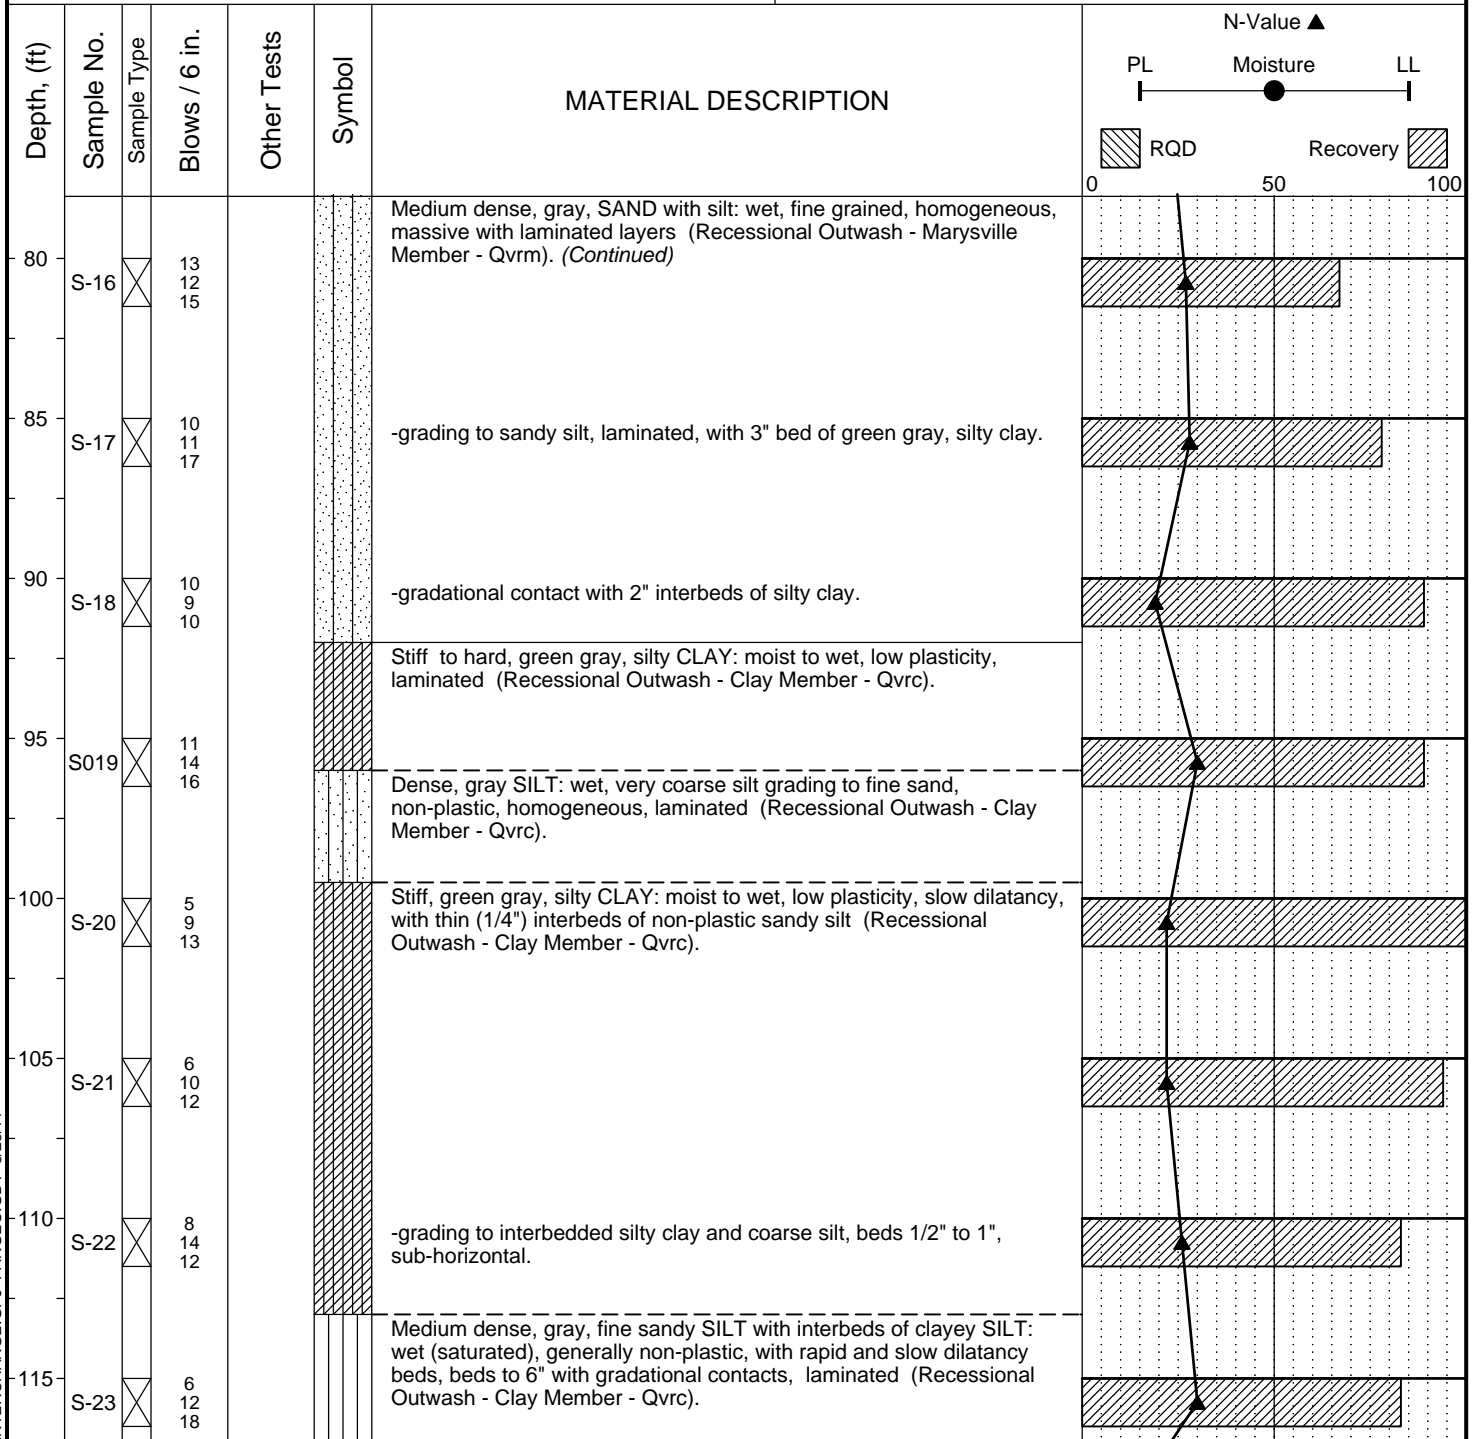 Depth, (ft)
Sample No.
Sample Type
Blows / 6 in.
Other Tests
Symbol
MATERIAL DESCRIPTION
N-Value
PL Moisture LL
RQD Recovery
0 50 100
Medium dense, gray, SAND with silt: wet, fine grained, homogeneous,
massive with laminated layers (Recessional Outwash - Marysville
Member - Qvrm). (Continued)
80
S-16
13
12
15
85
S-17
10
11
17
-grading to sandy silt, laminated, with 3" bed of green gray, silty clay.
90
S-18
10
9
10
-gradational contact with 2" interbeds of silty clay.
Stiff to hard, green gray, silty CLAY: moist to wet, low plasticity,
laminated (Recessional Outwash - Clay Member - Qvrc).
95
S019
11
14
16
Dense, gray SILT: wet, very coarse silt grading to fine sand,
non-plastic, homogeneous, laminated (Recessional Outwash - Clay
Member - Qvrc).
100
S-20
5
9
13
Stiff, green gray, silty CLAY: moist to wet, low plasticity, slow dilatancy,
with thin (1/4") interbeds of non-plastic sandy silt (Recessional
Outwash - Clay Member - Qvrc).
105
S-21
6
10
12
110
S-22
8
14
12
-grading to interbedded silty clay and coarse silt, beds 1/2" to 1",
sub-horizontal.
Medium dense, gray, fine sandy SILT with interbeds of clayey SILT:
wet (saturated), generally non-plastic, with rapid and slow dilatancy
beds, beds to 6" with gradational contacts, laminated (Recessional
Outwash - Clay Member - Qvrc).
115
S-23
6
12
18